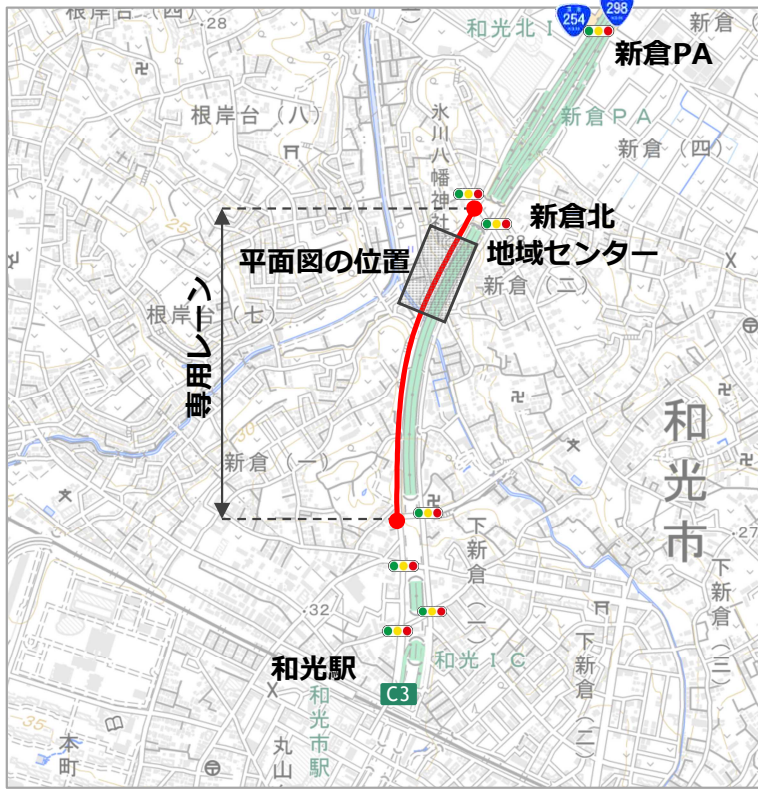 根岸台（四）
・28
和光北I
254
298
新倉PA
根岸台（八）
氷川八幡神社
新倉PA
新倉（四）
25
新倉北
地域センター
平面図の位置
専用レーン
新倉（二）
根岸台（七）
30
新倉（一）
和光市
・27
下新倉（一）
下新倉（三）
・32
下新倉（二）
和光駅
和光IC
C3
和光市駅
35
本町
丸山